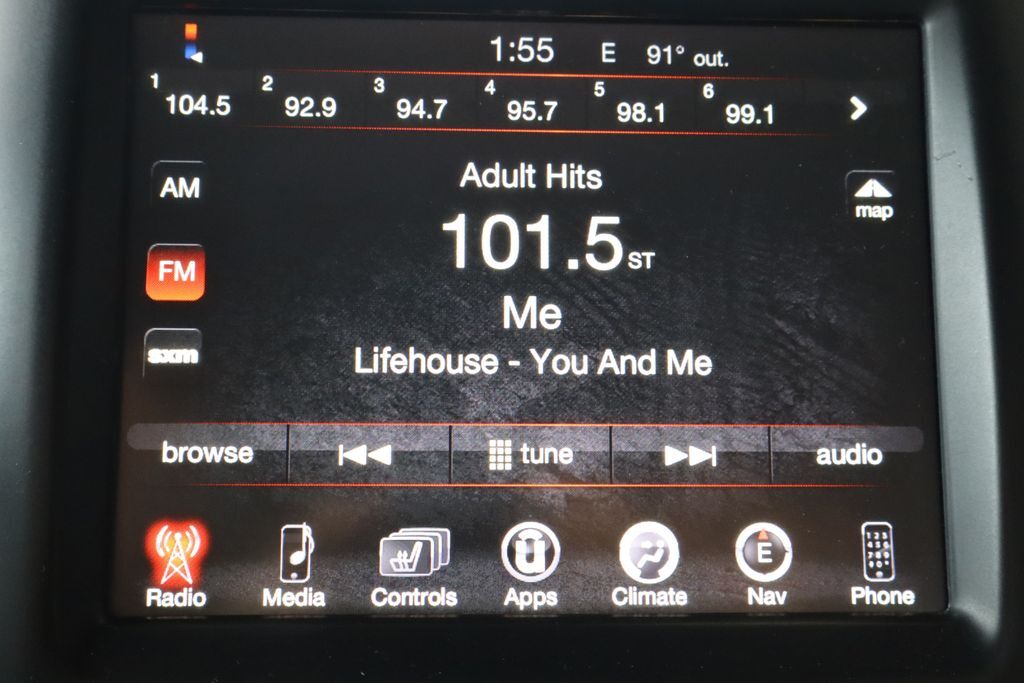 1:55 E 91° out.
1 104.5 2 92.9 3 94.7 4 95.7 5 98.1 6 99.1
Adult Hits
AM
map
101.5 ST
FM
Me
sxm
Lifehouse - You And Me
browse tune audio
E
Radio Media Controls Apps Climate Nav Phone